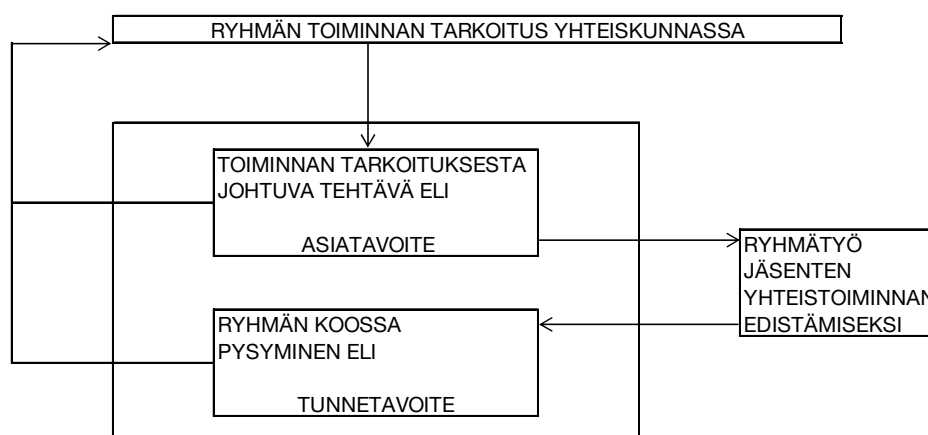 RYHMÄN TOIMINNAN TARKOITUS YHTEISKUNNASSA
TOIMINNAN TARKOITUKSESTA
JOHTUVA TEHTÄVÄ ELI
ASIATAVOITE
RYHMÄTYÖ
JÄSENTEN
YHTEISTOIMINNAN
EDISTÄMISEKSI
RYHMÄN KOOSSA
PYSYMINEN ELI
TUNNETAVOITE